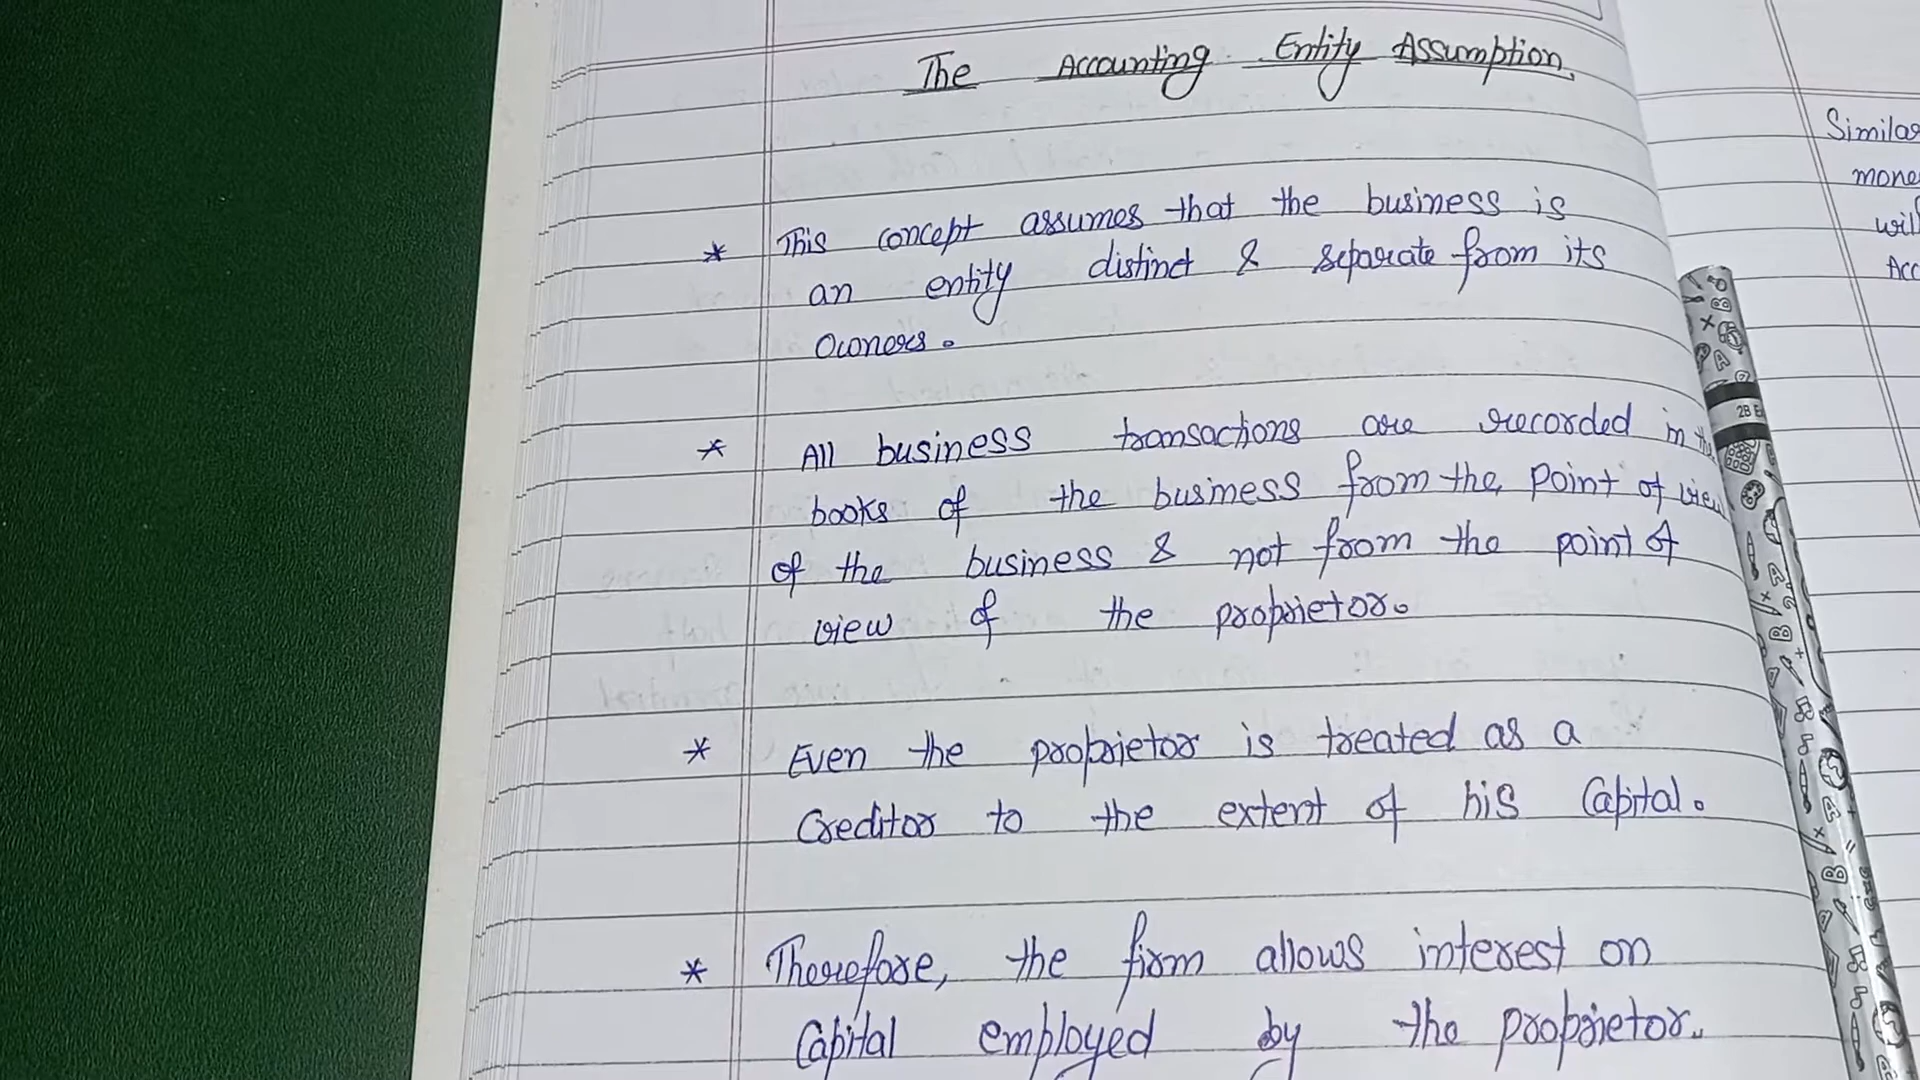 The Accounting Entity Assumption.
* This concept assumes that the business is
an entity distinct & separate from its
Owners.
* All business transactions are recorded in the
books of the business from the point of view
of the business & not from the point of
view of the proprietor.
* Even the proprietor is treated as a
Creditor to the extent of his Capital.
* Therefore, the firm allows interest on
Capital employed by the proprietor.
Similar
mone
will
Acc
2B